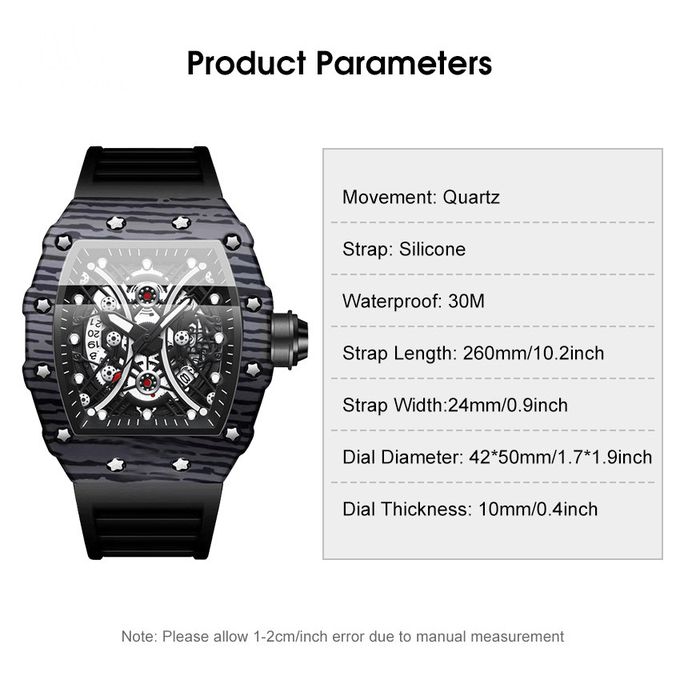 Product Parameters
Movement: Quartz
Strap: Silicone
Waterproof: 30M
Strap Length: 260mm/10.2inch
Strap Width:24mm/0.9inch
Dial Diameter: 42*50mm/1.7*1.9inch
Dial Thickness: 10mm/0.4inch
Note: Please allow 1-2cm/inch error due to manual measurement